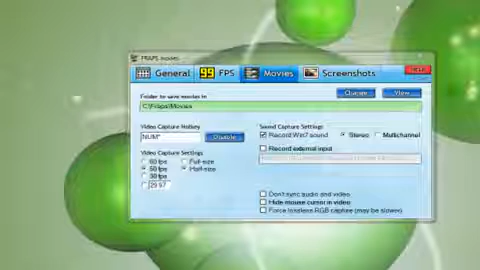 FRAPS movies
General
99 FPS
Movies
Screenshots
Folder to save movies in
Change
View
C:\Fraps\Movies
Video Capture Hotkey
Disable
Video Capture Settings
60 fps
50 fps
30 fps
29.97
Full-size
Half-size
Sound Capture Settings
Record Win7 sound
Stereo
Multichannel
Record external input
Don't sync audio and video
Hide mouse cursor in video
Force lossless RGB capture (may be slower)